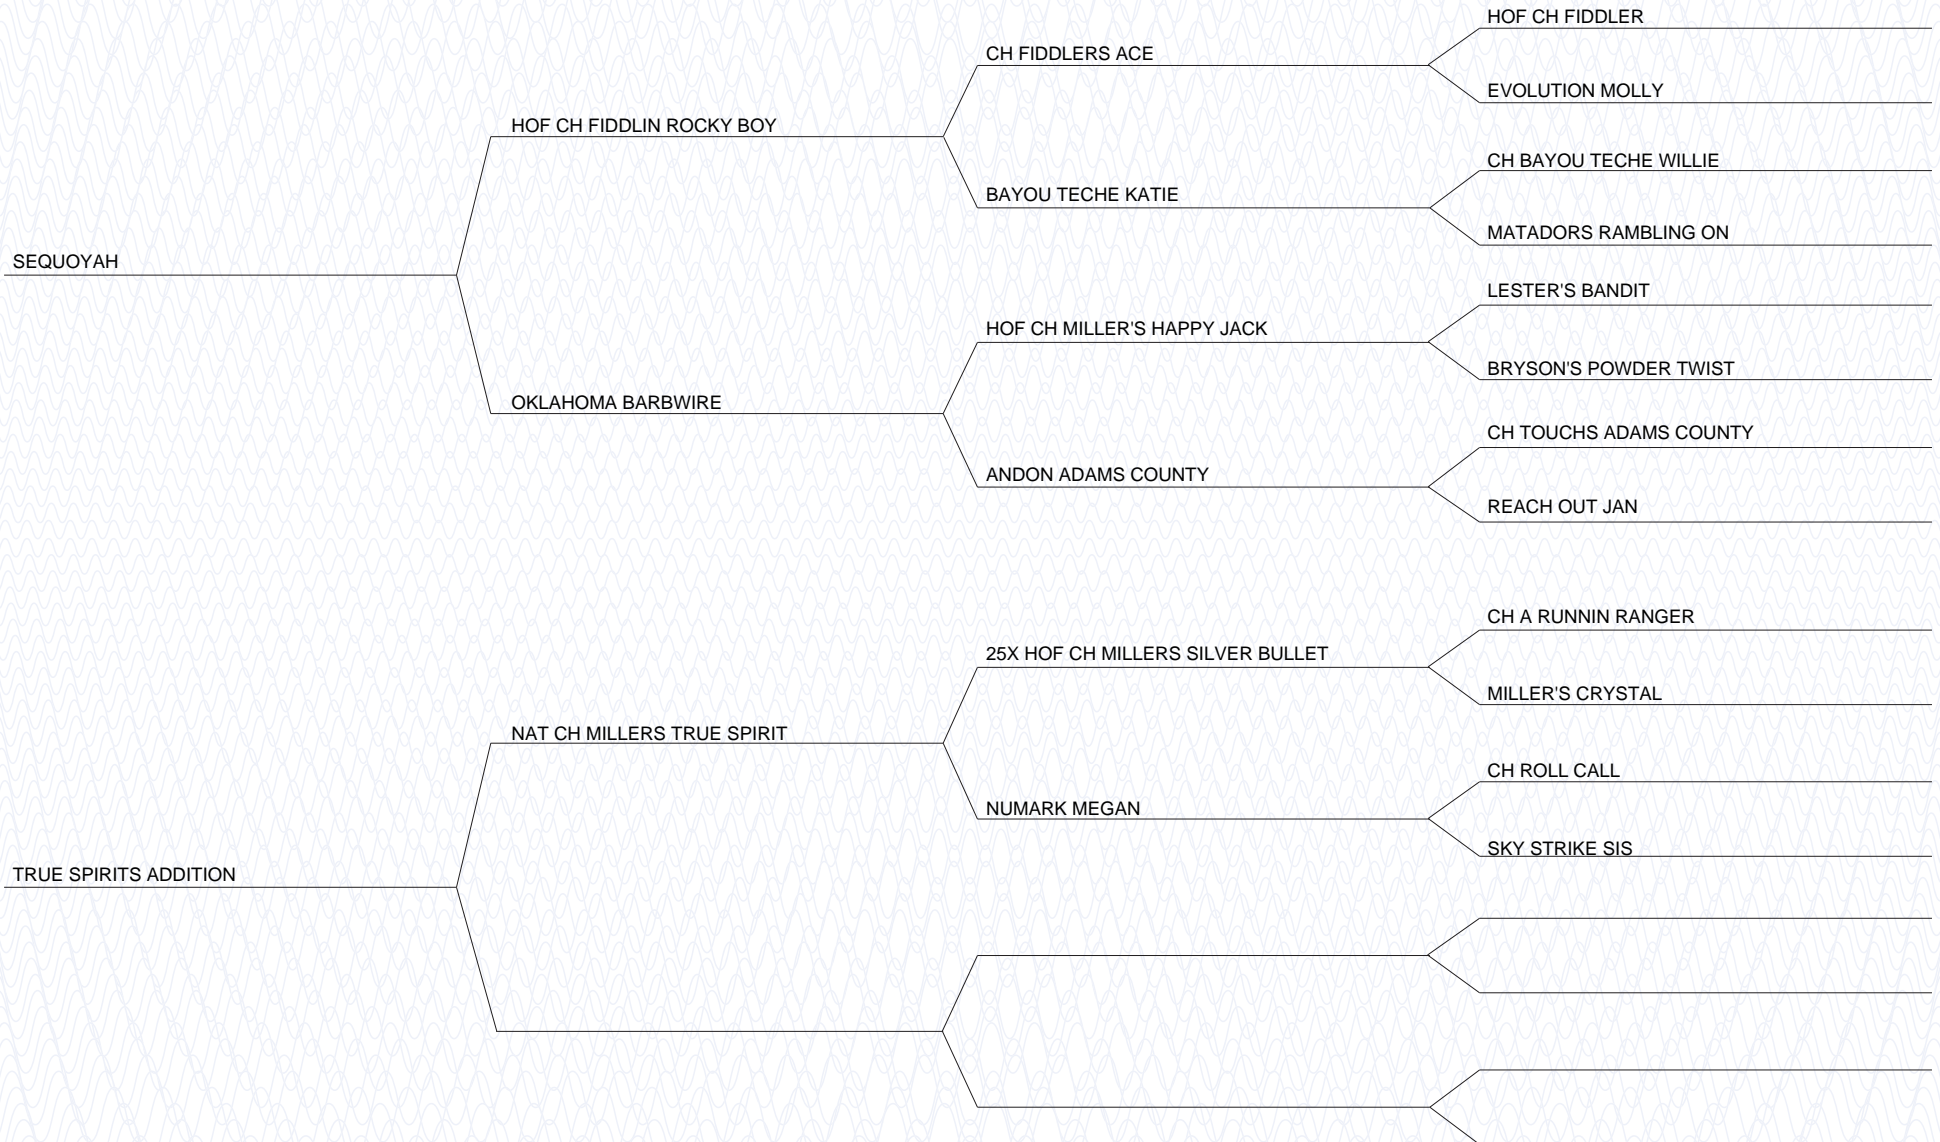 HOF CH FIDDLER
CH FIDDLERS ACE
EVOLUTION MOLLY
HOF CH FIDDLIN ROCKY BOY
CH BAYOU TECHE WILLIE
BAYOU TECHE KATIE
MATADORS RAMBLING ON
SEQUOYAH
LESTER'S BANDIT
HOF CH MILLER'S HAPPY JACK
BRYSON'S POWDER TWIST
OKLAHOMA BARBWIRE
CH TOUCHS ADAMS COUNTY
ANDON ADAMS COUNTY
REACH OUT JAN
CH A RUNNIN RANGER
25X HOF CH MILLERS SILVER BULLET
MILLER'S CRYSTAL
NAT CH MILLERS TRUE SPIRIT
CH ROLL CALL
NUMARK MEGAN
SKY STRIKE SIS
TRUE SPIRITS ADDITION